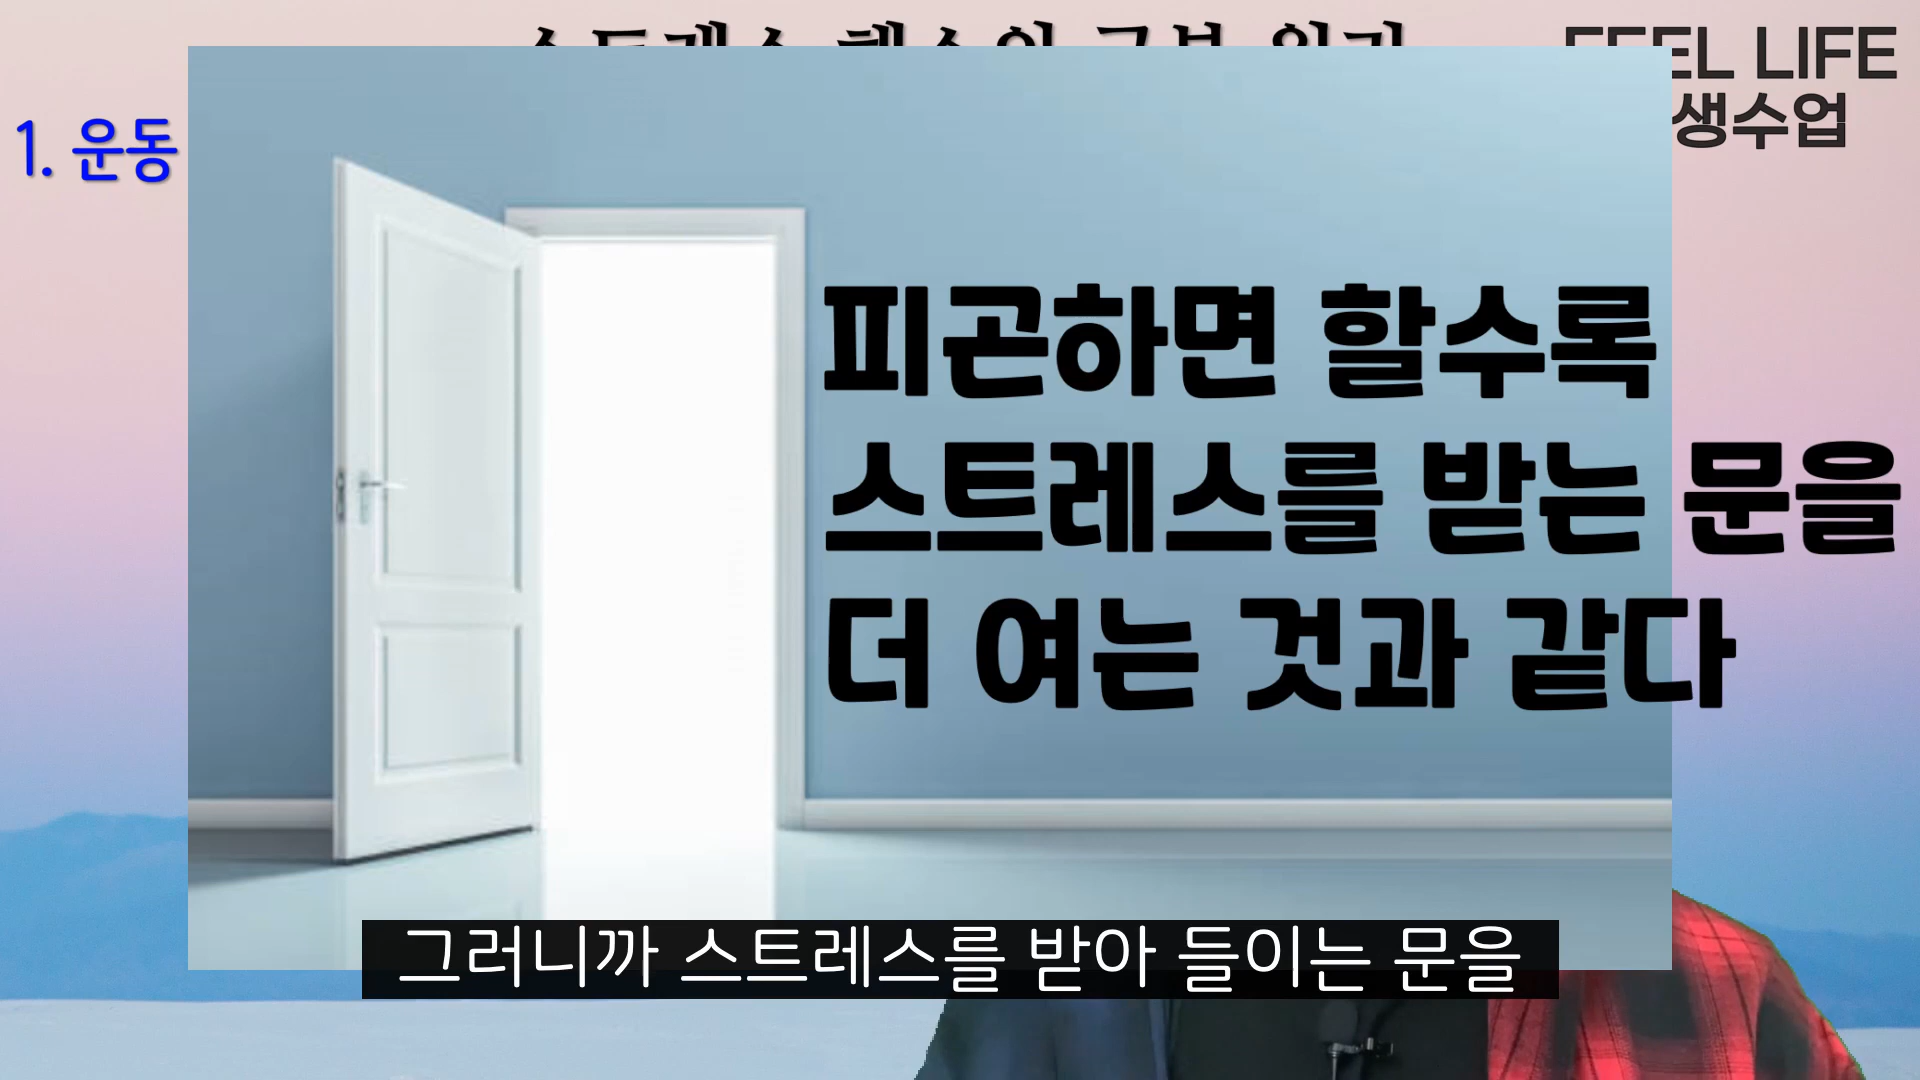 EEL LIFE
생수업
1. 운동
피곤하면 할수록
스트레스를 받는 문을
더 여는 것과 같다
그러니까 스트레스를 받아 들이는 문을